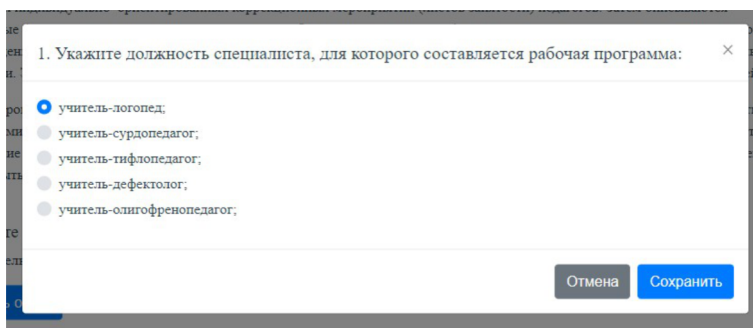 1. Укажите должность специалиста, для которого составляется рабочая программа:
×
учитель-логопед;
учитель-сурдопедагог;
учитель-тифлопедагог;
учитель-дефектолог;
учитель-олигофренопедагог;
Отмена
Сохранить